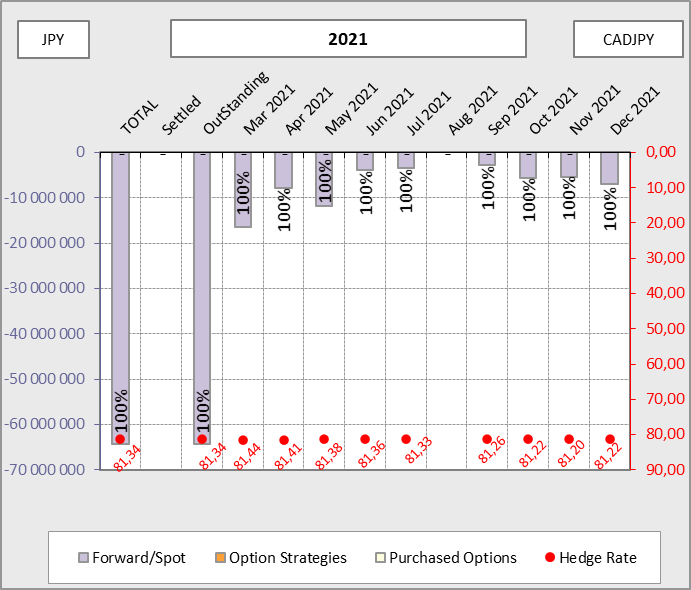 JPY
2021
CADJPY
TOTAL
Settled
OutStanding
Mar 2021
Apr 2021
May 2021
Jun 2021
Jul 2021
Aug 2021
Sep 2021
Oct 2021
Nov 2021
Dec 2021
0
-10 000 000
-20 000 000
-30 000 000
-40 000 000
-50 000 000
-60 000 000
-70 000 000
0,00
10,00
20,00
30,00
40,00
50,00
60,00
70,00
80,00
90,00
100%
100%
100%
100%
100%
100%
100%
100%
100%
100%
100%
81,34
81,34
81,44
81,41
81,38
81,36
81,33
81,26
81,22
81,20
81,22
Forward/Spot
Option Strategies
Purchased Options
Hedge Rate